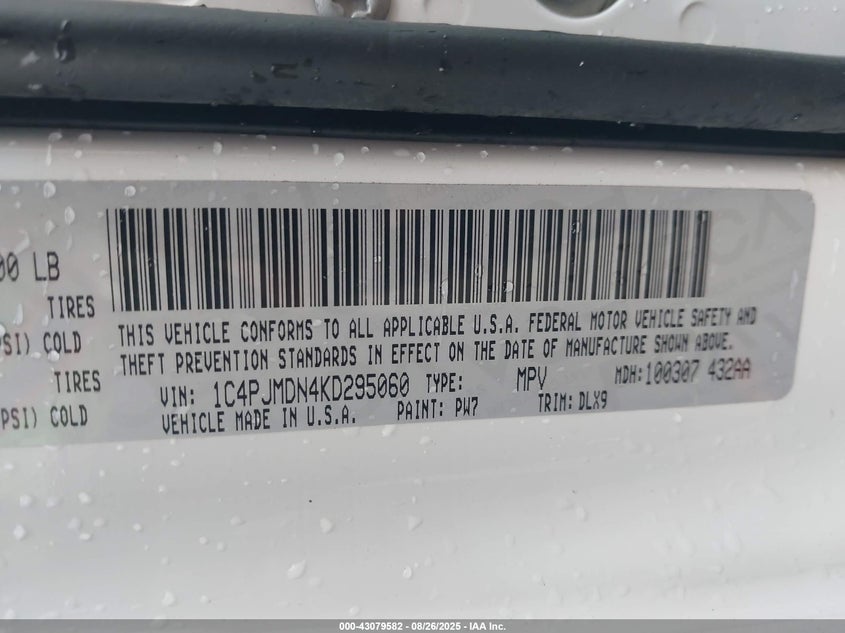 00 LB
TIRES
PSI) COLD
TIRES
PSI) COLD
THIS VEHICLE CONFORMS TO ALL APPLICABLE U.S.A. FEDERAL MOTOR VEHICLE SAFETY AND
THEFT PREVENTION STANDARDS IN EFFECT ON THE DATE OF MANUFACTURE SHOWN ABOVE.
VIN: 1C4PJMDN4KD295060 TYPE: MPV MDH:100307 432AA
VEHICLE MADE IN U.S.A. PAINT: PW7 TRIM: DLX9
000-43079582 - 08/26/2025 - IAA Inc.